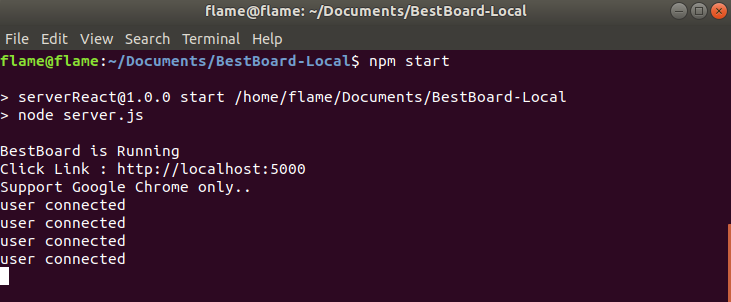 flame@flame: ~/Documents/BestBoard-Local
File Edit View Search Terminal Help
flame@flame:~/Documents/BestBoard-Local$ npm start
> serverReact@1.0.0 start /home/flame/Documents/BestBoard-Local
> node server.js
BestBoard is Running
Click Link : http://localhost:5000
Support Google Chrome only..
user connected
user connected
user connected
user connected